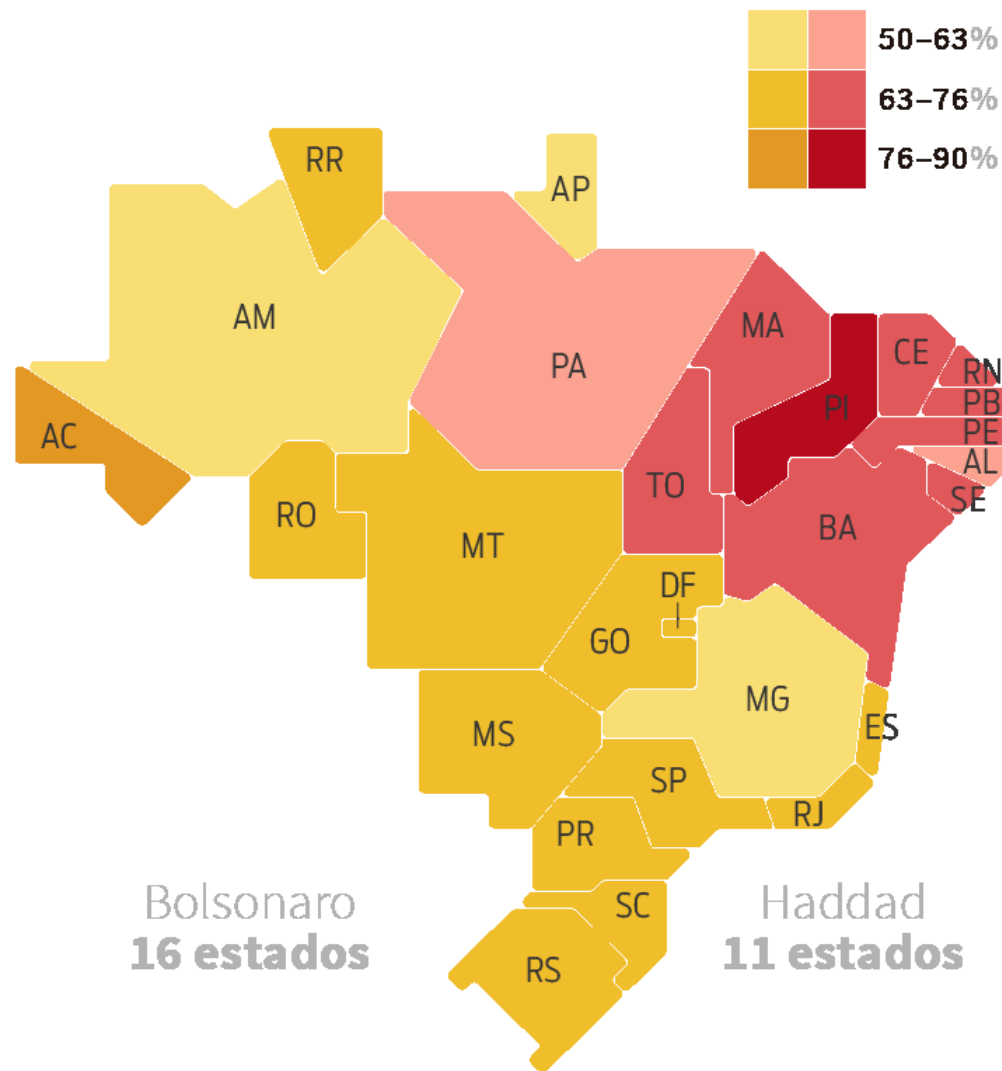 50–63%
63–76%
76–90%
RR
AP
AM
PA
MA
CE
RN
PB
PI
PE
AL
AC
SE
TO
RO
BA
MT
DF
GO
MG
MS
ES
SP
RJ
PR
SC
RS
Bolsonaro
16 estados
Haddad
11 estados